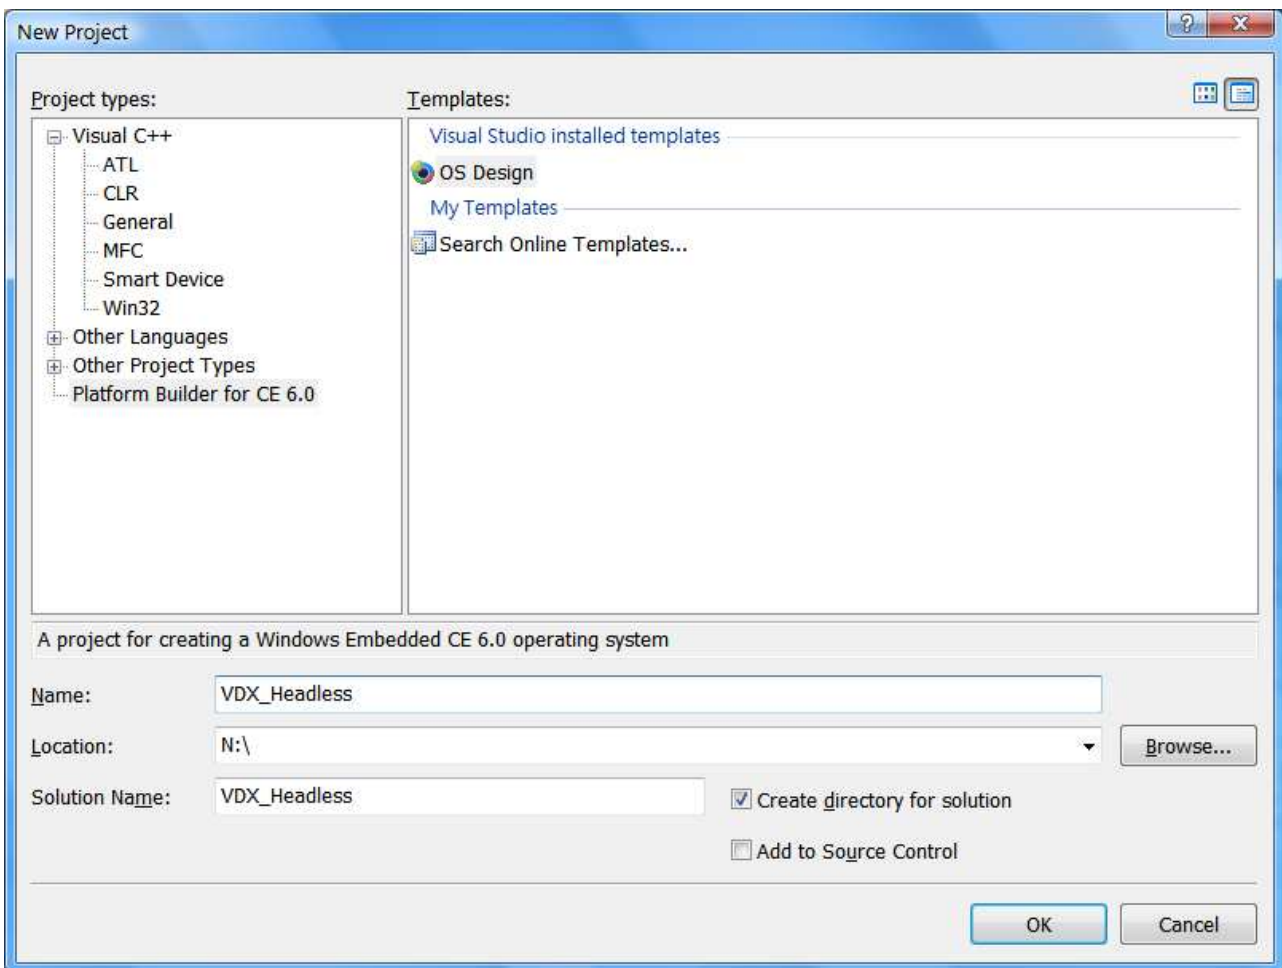 New Project
Project types:
Templates:
Visual C++
ATL
CLR
General
MFC
Smart Device
Win32
Other Languages
Other Project Types
Platform Builder for CE 6.0
Visual Studio installed templates
OS Design
My Templates
Search Online Templates...
A project for creating a Windows Embedded CE 6.0 operating system
Name:
VDX_Headless
Location:
N:\
Browse...
Solution Name:
VDX_Headless
Create directory for solution
Add to Source Control
OK
Cancel